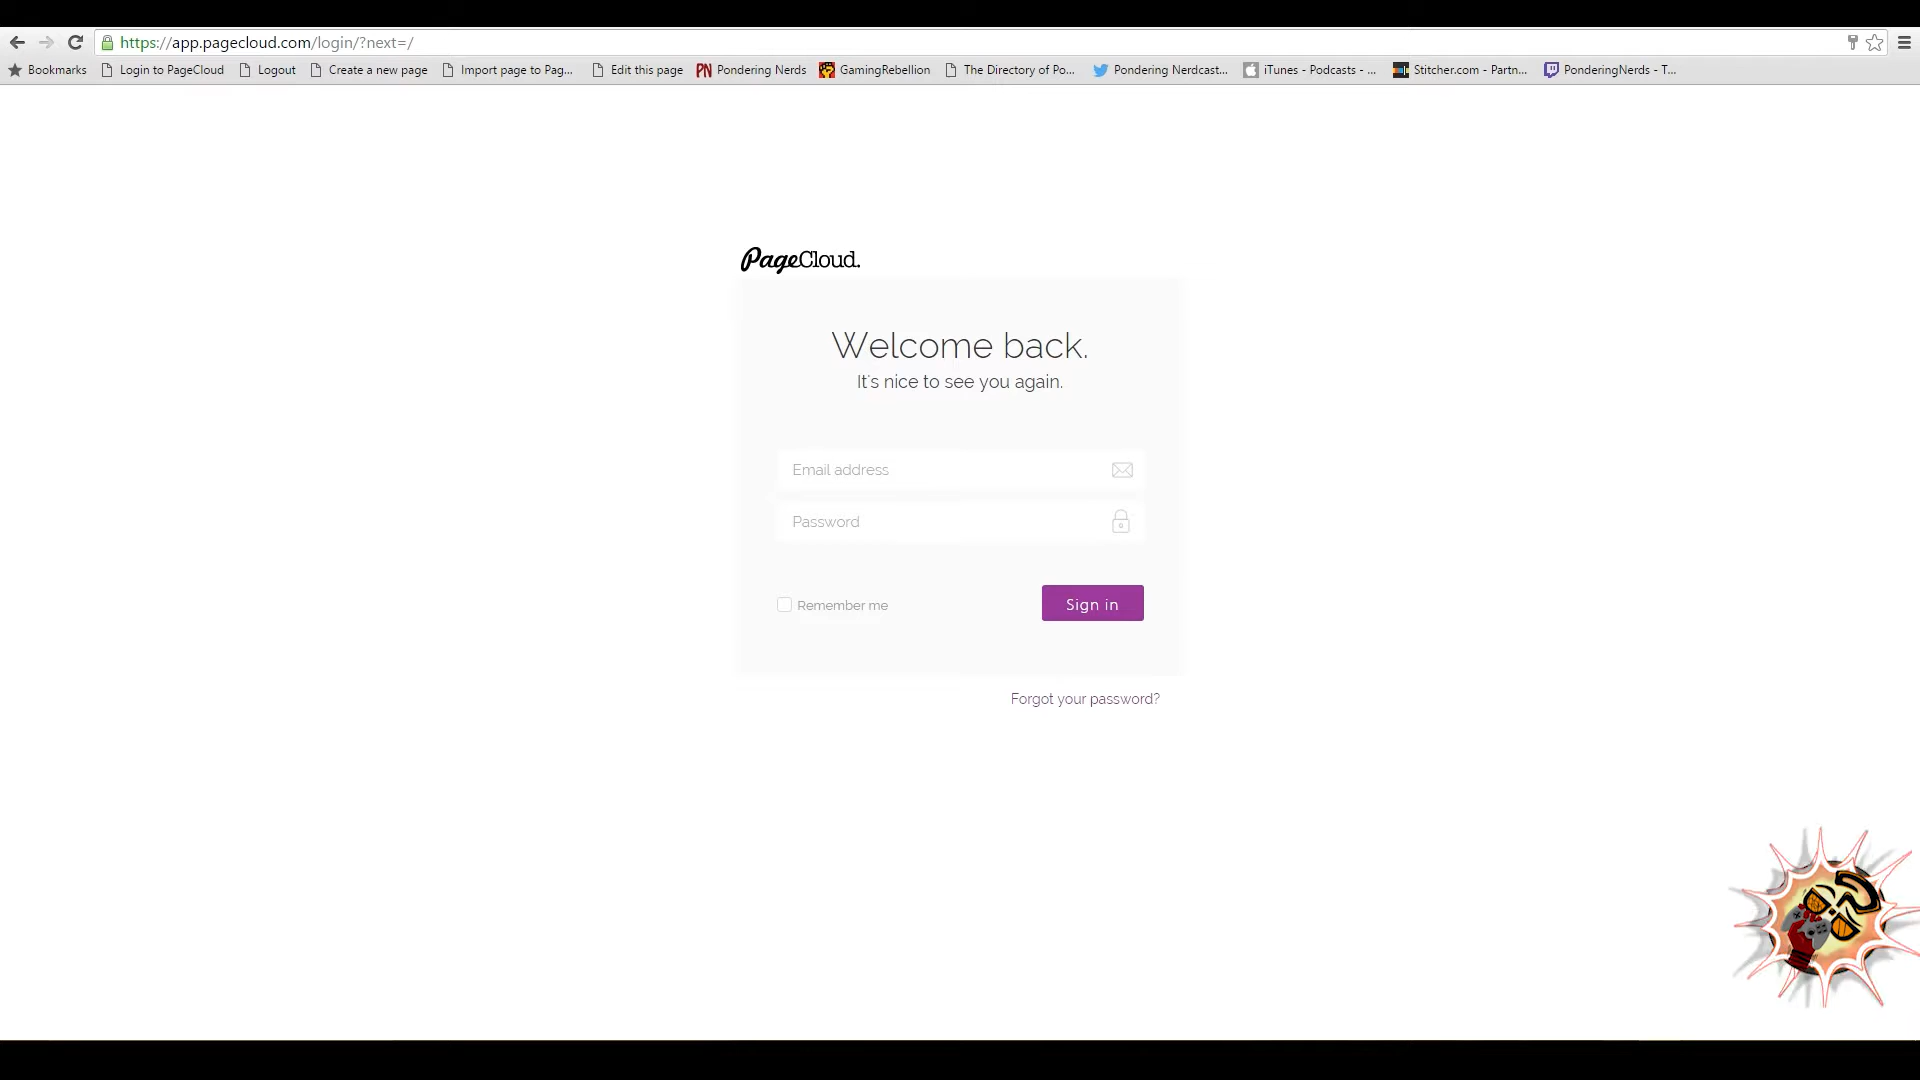 https://app.pagecloud.com/login/?next=/
Bookmarks Login to PageCloud Logout Create a new page Import page to Pag... Edit this page PN Pondering Nerds GamingRebellion The Directory of Po... Pondering Nerdcast... iTunes - Podcasts - ... Stitcher.com - Partn... PonderingNerds - T...
PageCloud.
Welcome back.
It's nice to see you again.
Email address
Password
Remember me
Sign in
Forgot your password?